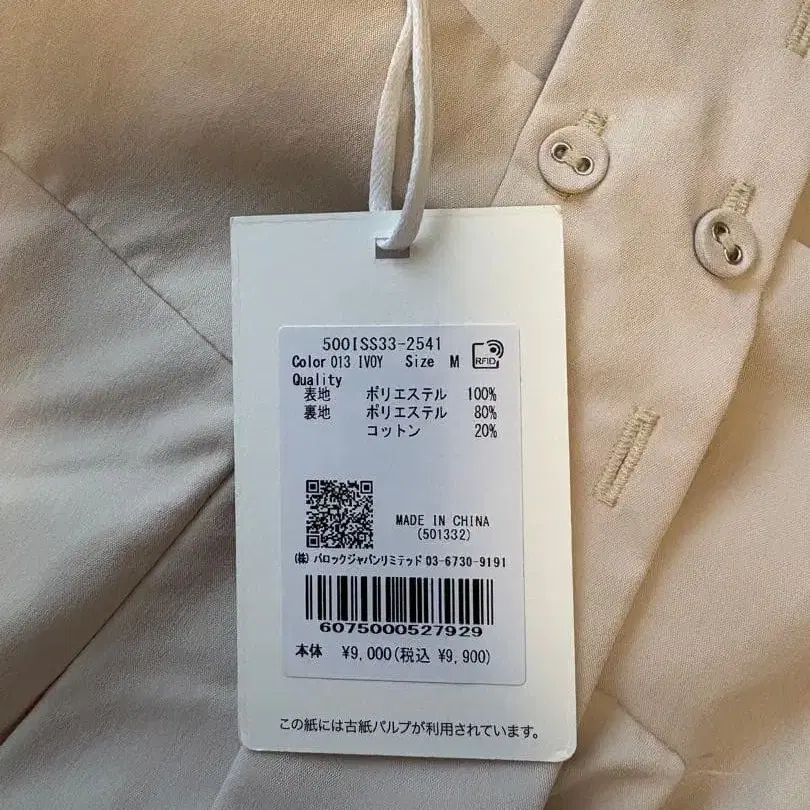 500ISS33-2541
Color 013 IVOY Size M
RFID
Quality
表地 ポリエステル 100%
裏地 ポリエステル 80%
コットン 20%
MADE IN CHINA
(501332)
(株) バロックジャパンリミテッド 03-6730-9191
6075000527929
本体 ¥9,000(税込 ¥9,900)
この紙には古紙パルプが利用されています。